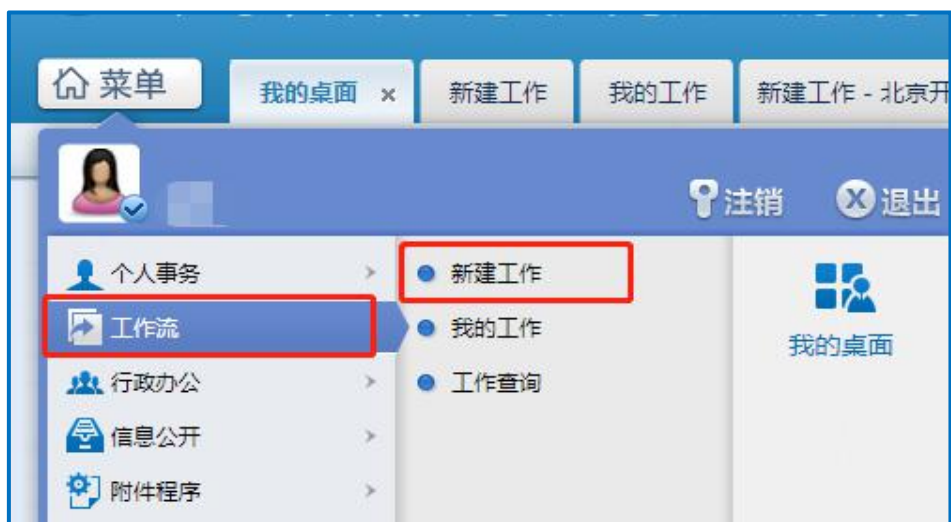 菜单
我的桌面 × 新建工作 我的工作 新建工作 - 北京开
注销 退出
个人事务 新建工作
工作流 我的工作
我的桌面
行政办公 工作查询
信息公开
附件程序